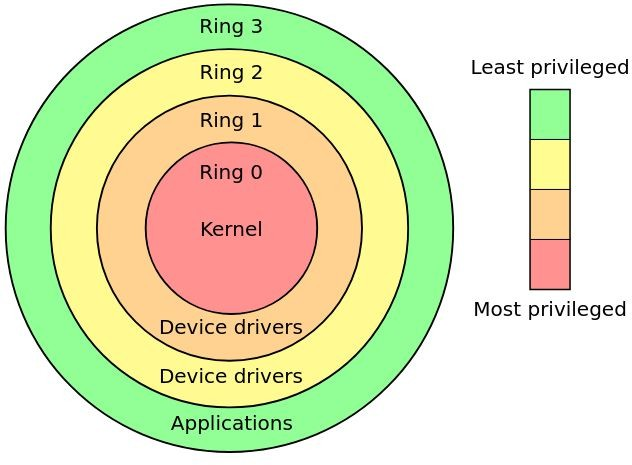 Ring 3
Ring 2
Ring 1
Ring 0
Kernel
Device drivers
Device drivers
Applications
Least privileged
Most privileged